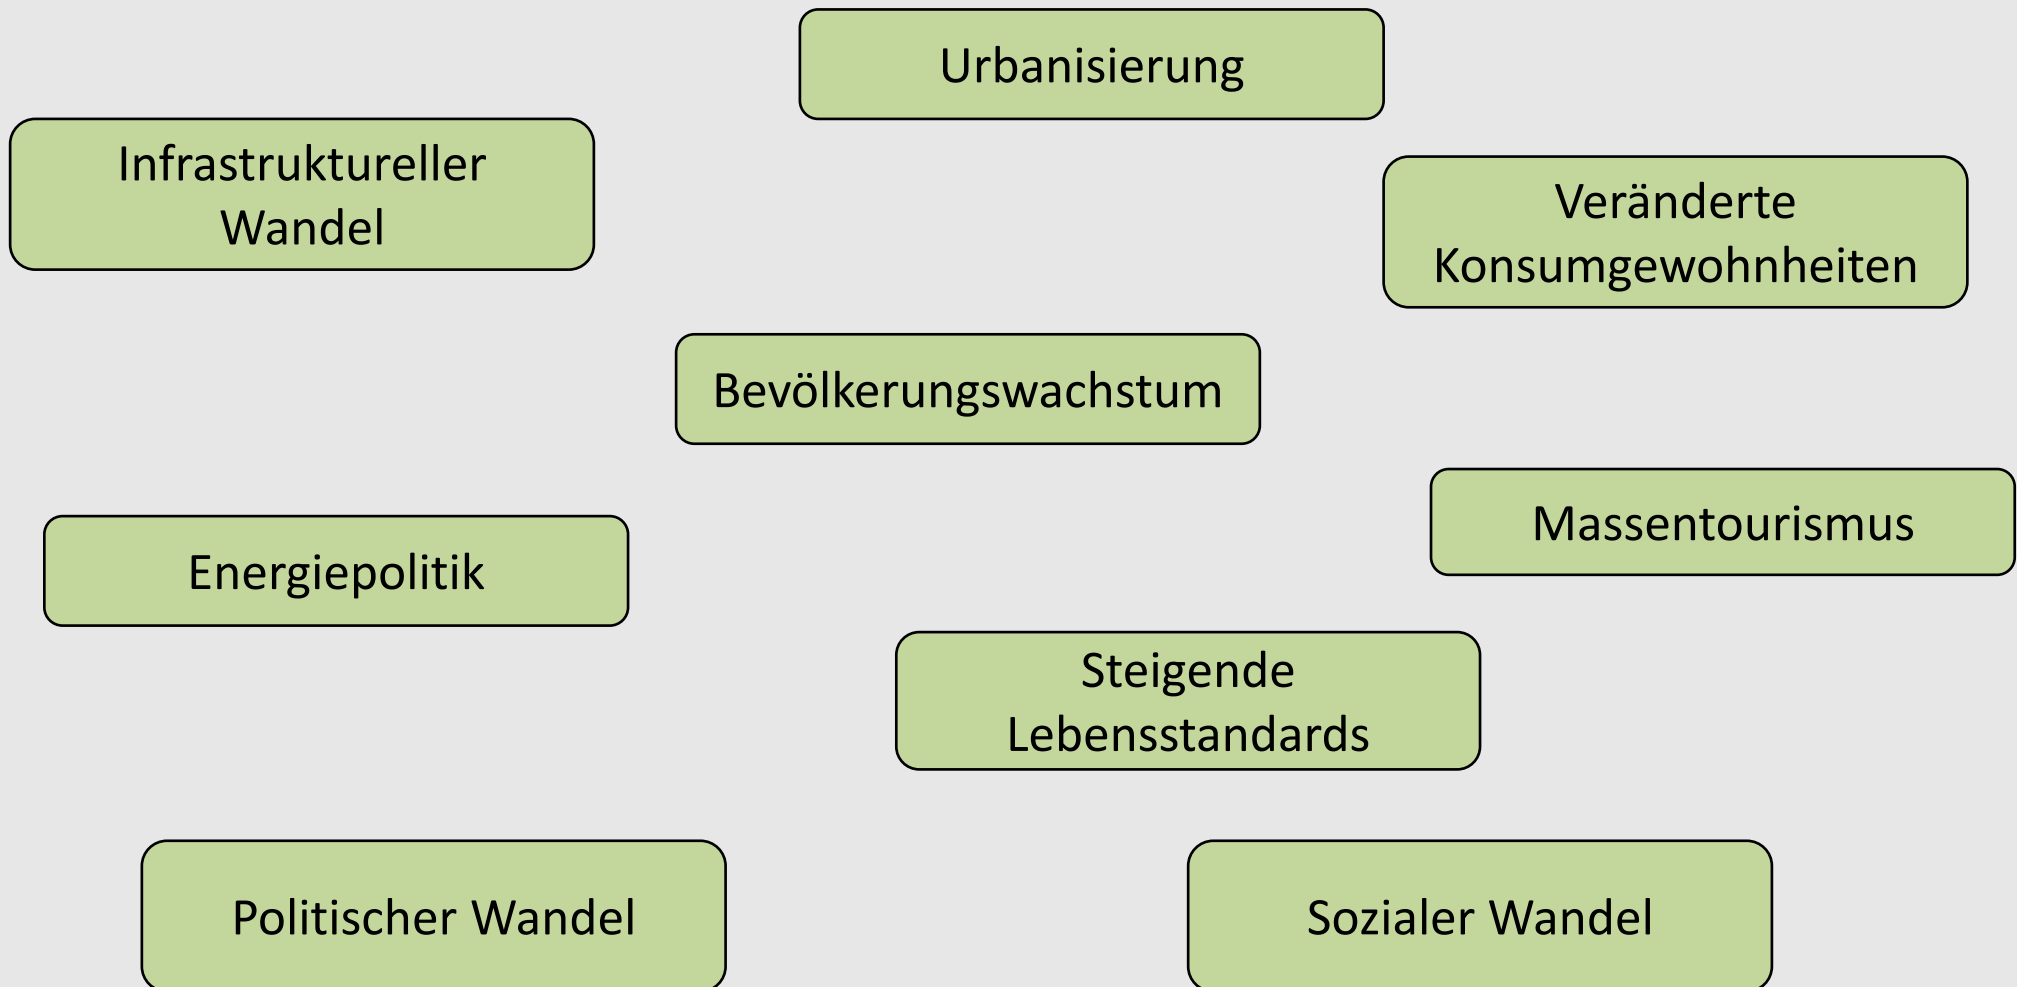 Urbanisierung
Infrastruktureller
Wandel
Veränderte
Konsumgewohnheiten
Bevölkerungswachstum
Massentourismus
Energiepolitik
Steigende
Lebensstandards
Politischer Wandel
Sozialer Wandel